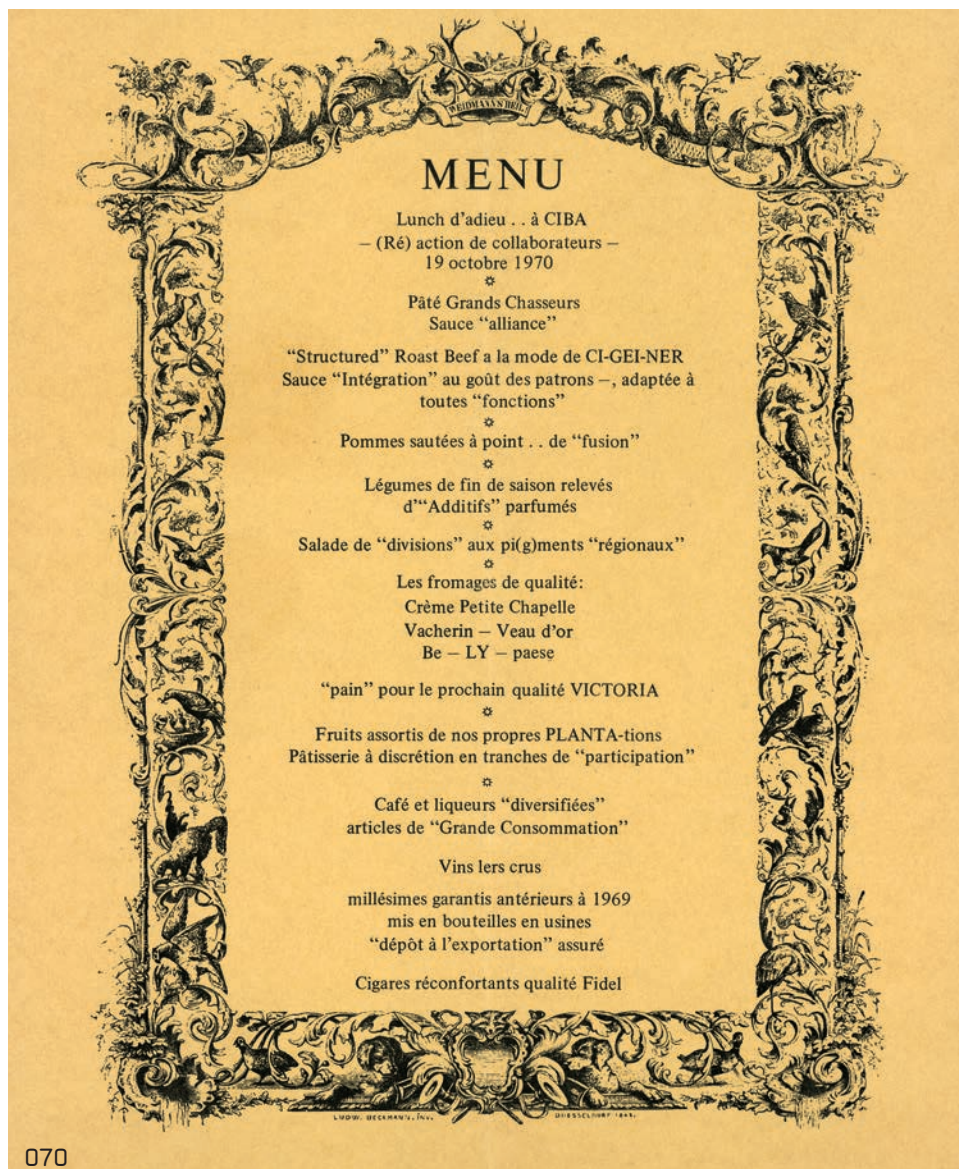 WEIDMANNSHEIL
MENU
Lunch d'adieu . . à CIBA
– (Ré) action de collaborateurs –
19 octobre 1970
Pâté Grands Chasseurs
Sauce “alliance”
“Structured” Roast Beef a la mode de CI-GEI-NER
Sauce “Intégration” au goût des patrons –, adaptée à
toutes “fonctions”
Pommes sautées à point . . de “fusion”
Légumes de fin de saison relevés
d'“Additifs” parfumés
Salade de “divisions” aux pi(g)ments “régionaux”
Les fromages de qualité:
Crème Petite Chapelle
Vacherin – Veau d'or
Be – LY – paese
“pain” pour le prochain qualité VICTORIA
Fruits assortis de nos propres PLANTA-tions
Pâtisserie à discrétion en tranches de “participation”
Café et liqueurs “diversifiées”
articles de “Grande Consommation”
Vins lers crus
millésimes garantis antérieurs à 1969
mis en bouteilles en usines
“dépôt à l'exportation” assuré
Cigares réconfortants qualité Fidel
LUDW. BECKMANN, INV. DUESSELDORF
070